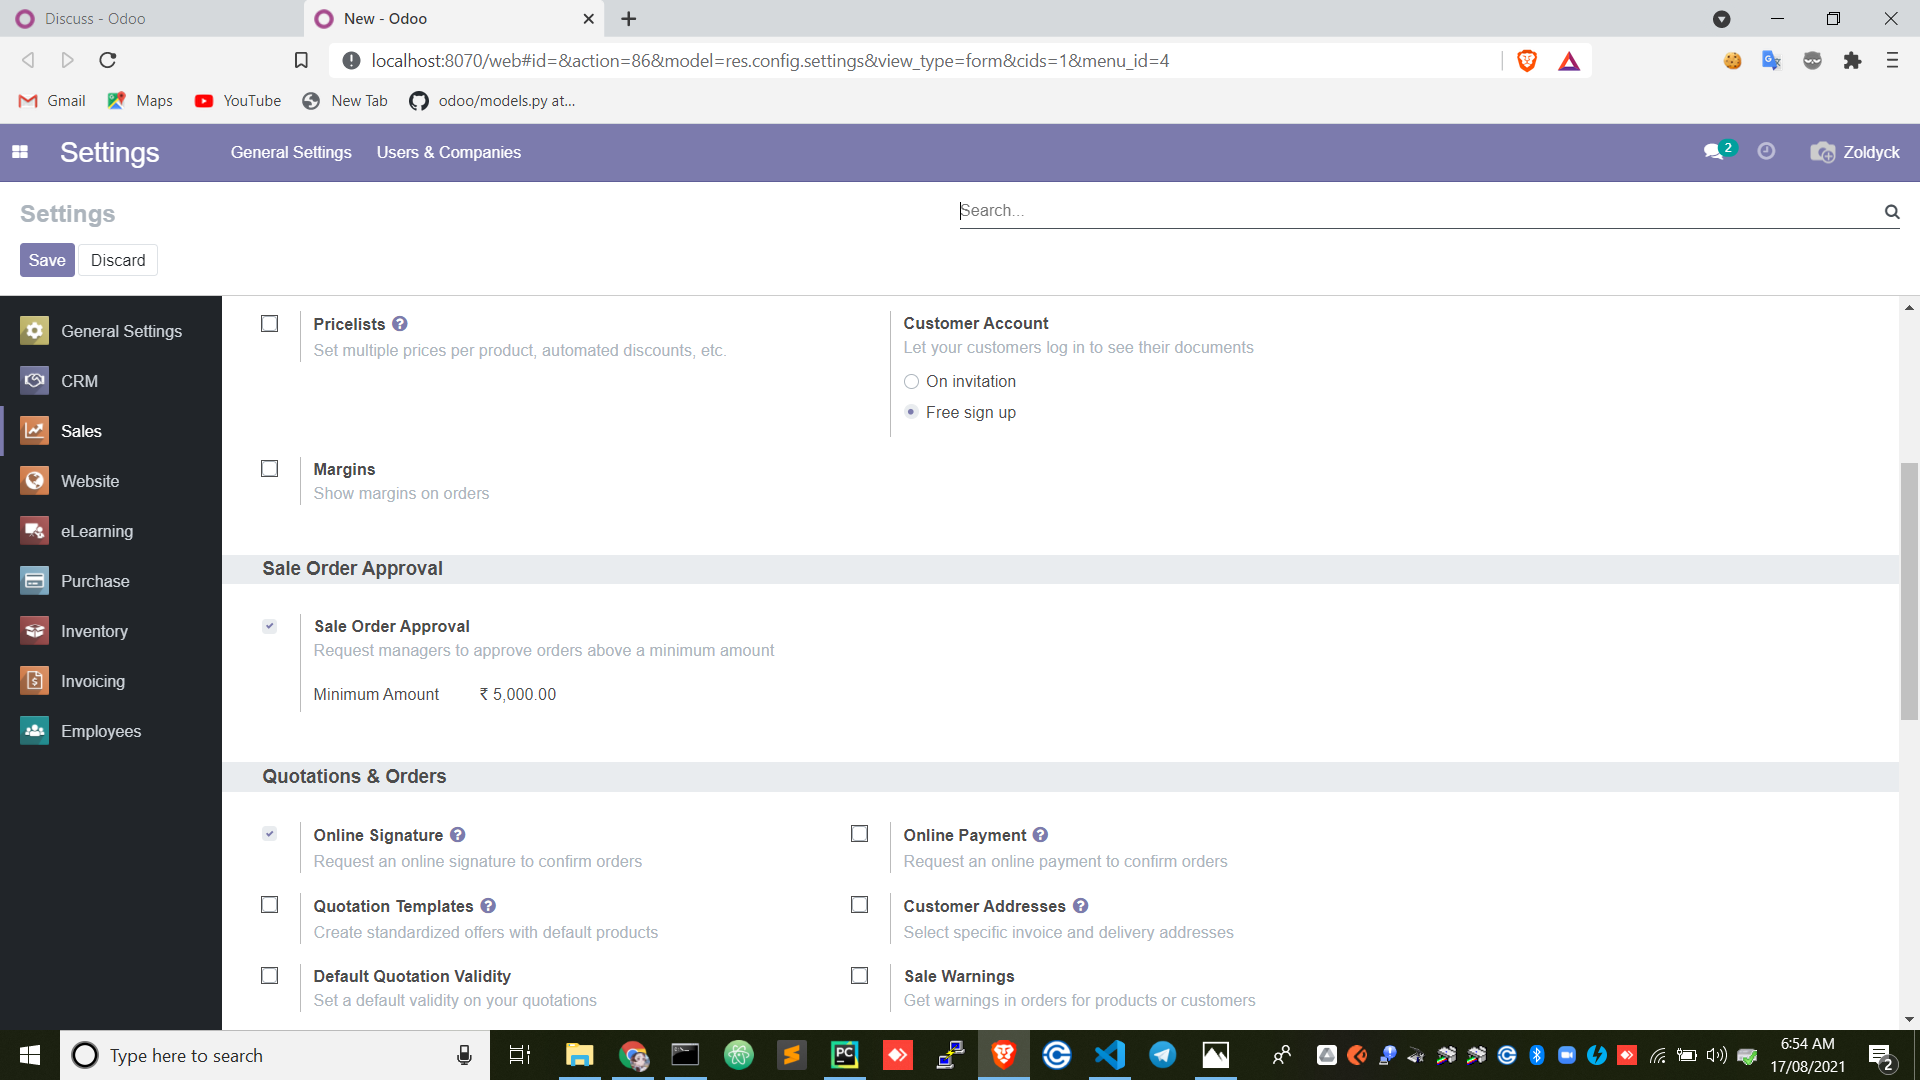 Discuss - Odoo
New - Odoo
localhost:8070/web#id=&action=86&model=res.config.settings&view_type=form&cids=1&menu_id=4
Gmail
Maps
YouTube
New Tab
odoo/models.py at...
Settings
General Settings
Users & Companies
2
Zoldyck
Settings
Search...
Save
Discard
General Settings
CRM
Sales
Website
eLearning
Purchase
Inventory
Invoicing
Employees
Pricelists
Set multiple prices per product, automated discounts, etc.
Customer Account
Let your customers log in to see their documents
On invitation
Free sign up
Margins
Show margins on orders
Sale Order Approval
Sale Order Approval
Request managers to approve orders above a minimum amount
Minimum Amount ₹ 5,000.00
Quotations & Orders
Online Signature
Request an online signature to confirm orders
Online Payment
Request an online payment to confirm orders
Quotation Templates
Create standardized offers with default products
Customer Addresses
Select specific invoice and delivery addresses
Default Quotation Validity
Set a default validity on your quotations
Sale Warnings
Get warnings in orders for products or customers
Type here to search
PC
6:54 AM
17/08/2021
2